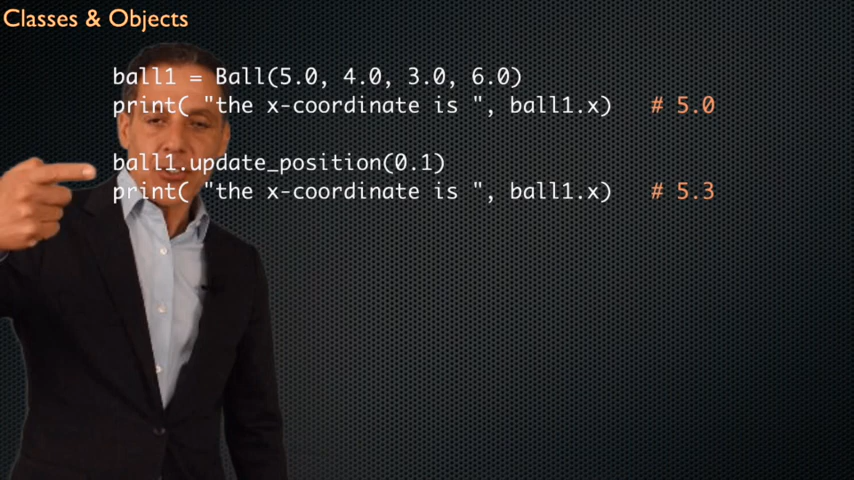 Classes & Objects
ball1 = Ball(5.0, 4.0, 3.0, 6.0)
print( "the x-coordinate is ", ball1.x) # 5.0
ball1.update_position(0.1)
print( "the x-coordinate is ", ball1.x) # 5.3